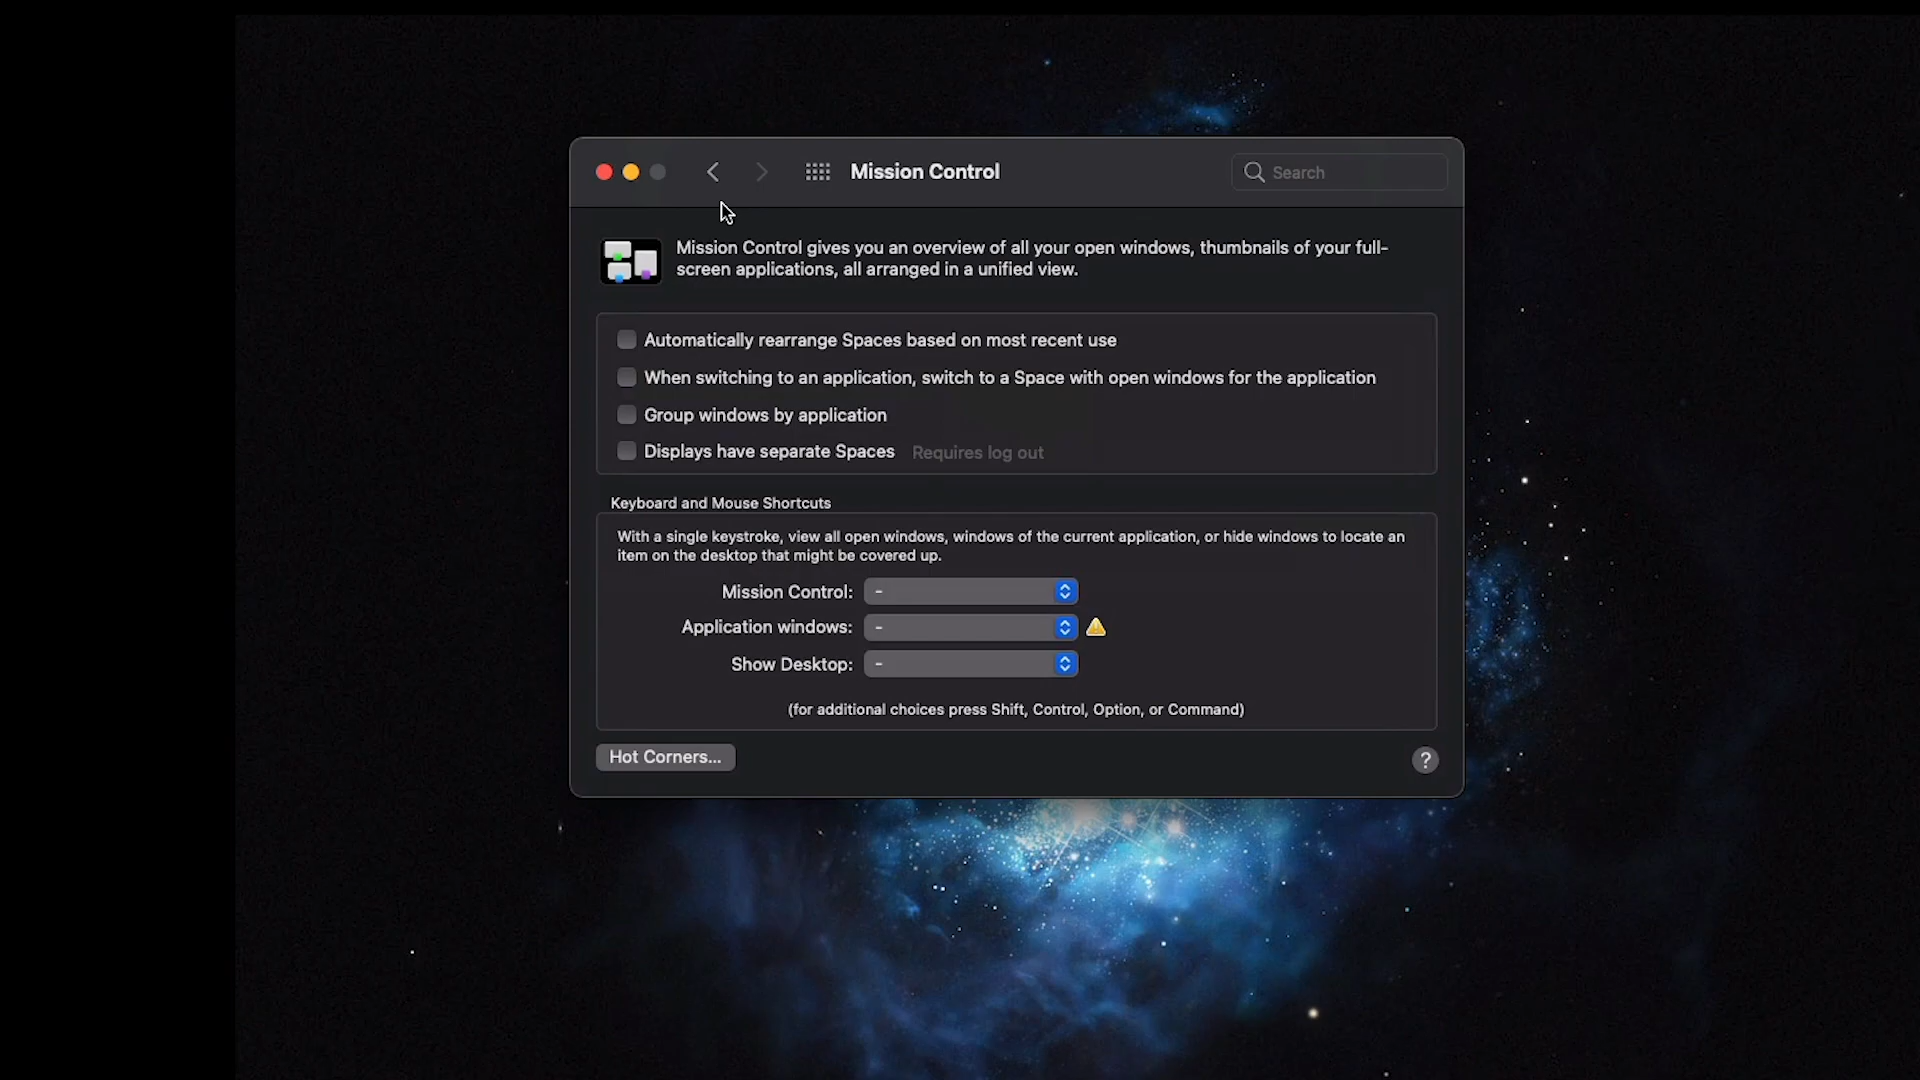 Mission Control
Search
Mission Control gives you an overview of all your open windows, thumbnails of your full-
screen applications, all arranged in a unified view.
Automatically rearrange Spaces based on most recent use
When switching to an application, switch to a Space with open windows for the application
Group windows by application
Displays have separate Spaces Requires log out
Keyboard and Mouse Shortcuts
With a single keystroke, view all open windows, windows of the current application, or hide windows to locate an
item on the desktop that might be covered up.
Mission Control: -
Application windows: -
Show Desktop: -
(for additional choices press Shift, Control, Option, or Command)
Hot Corners...
?